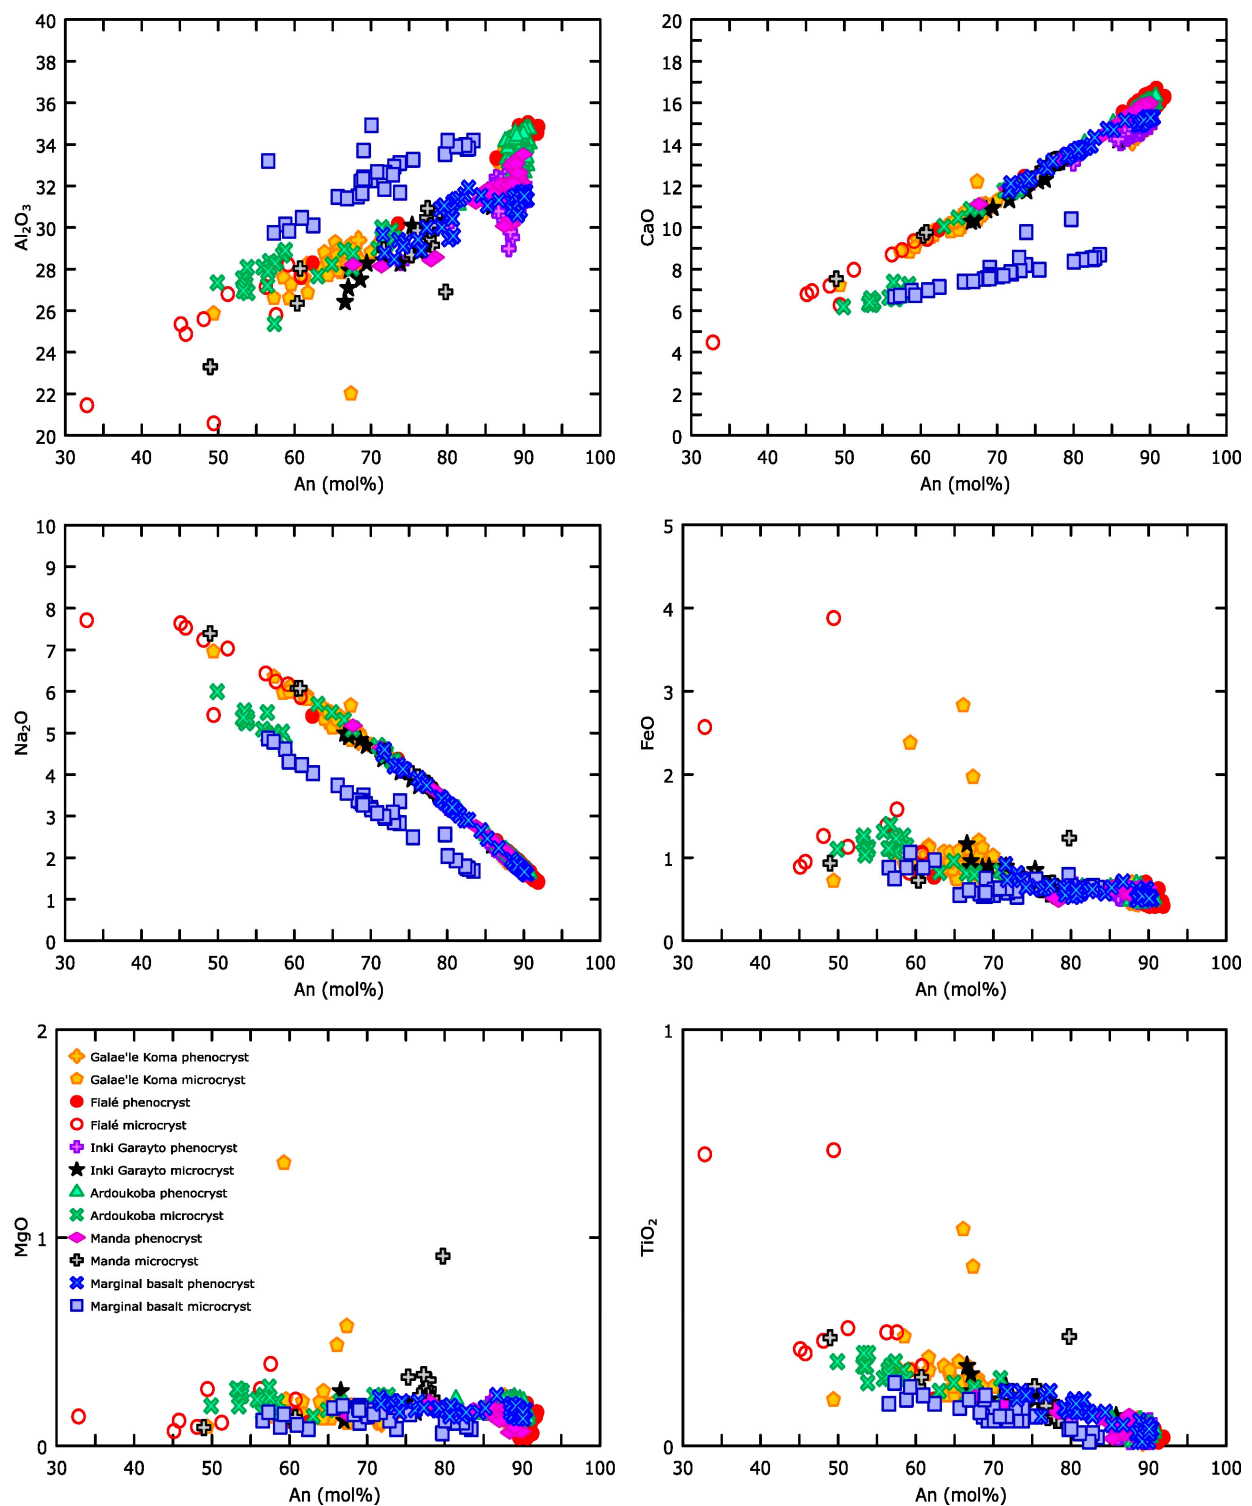 40
38
36
34
32
30
28
26
24
22
20
Al₂O₃
30 40 50 60 70 80 90 100
An (mol%)
20
18
16
14
12
10
8
6
4
2
0
CaO
30 40 50 60 70 80 90 100
An (mol%)
10
9
8
7
6
5
4
3
2
1
0
Na₂O
30 40 50 60 70 80 90 100
An (mol%)
5
4
3
2
1
0
FeO
30 40 50 60 70 80 90 100
An (mol%)
2
1
0
MgO
Galae'le Koma phenocryst
Galae'le Koma microcryst
Fialé phenocryst
Fialé microcryst
Inki Garayto phenocryst
Inki Garayto microcryst
Ardoukoba phenocryst
Ardoukoba microcryst
Manda phenocryst
Manda microcryst
Marginal basalt phenocryst
Marginal basalt microcryst
30 40 50 60 70 80 90 100
An (mol%)
1
0
TiO₂
30 40 50 60 70 80 90 100
An (mol%)